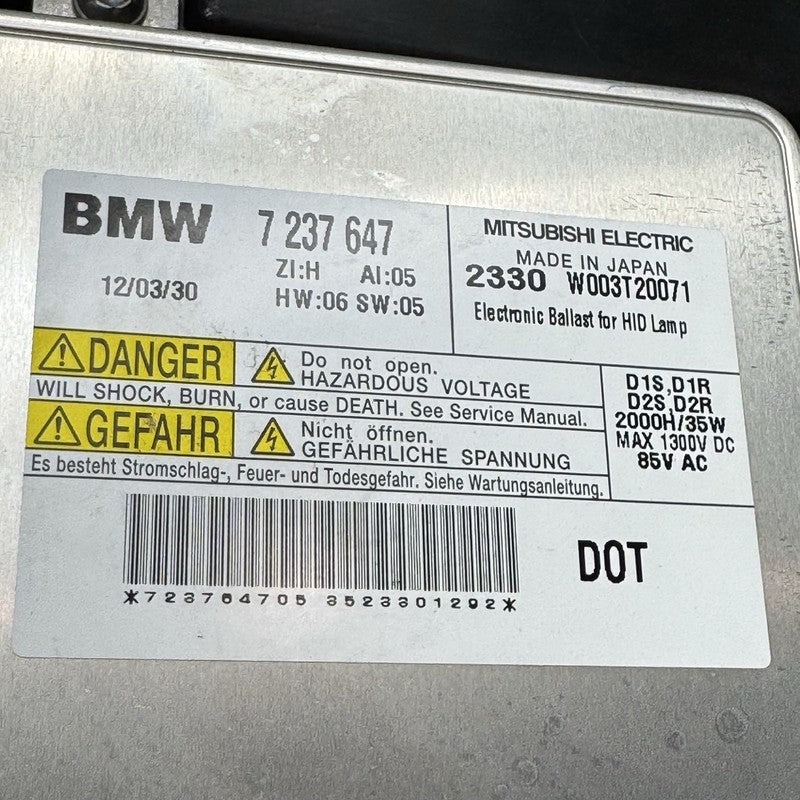 BMW 7 237 647
12/03/30
ZI:H AI:05
HW:06 SW:05
MITSUBISHI ELECTRIC
MADE IN JAPAN
2330 W003T20071
Electronic Ballast for HID Lamp
DANGER
Do not open.
HAZARDOUS VOLTAGE
WILL SHOCK, BURN, or cause DEATH. See Service Manual.
GEFAHR
Nicht öffnen.
GEFÄHRLICHE SPANNUNG
Es besteht Stromschlag-, Feuer- und Todesgefahr. Siehe Wartungsanleitung.
D1S,D1R
D2S,D2R
2000H/35W
MAX 1300V DC
85V AC
*723764705 3523301292*
DOT